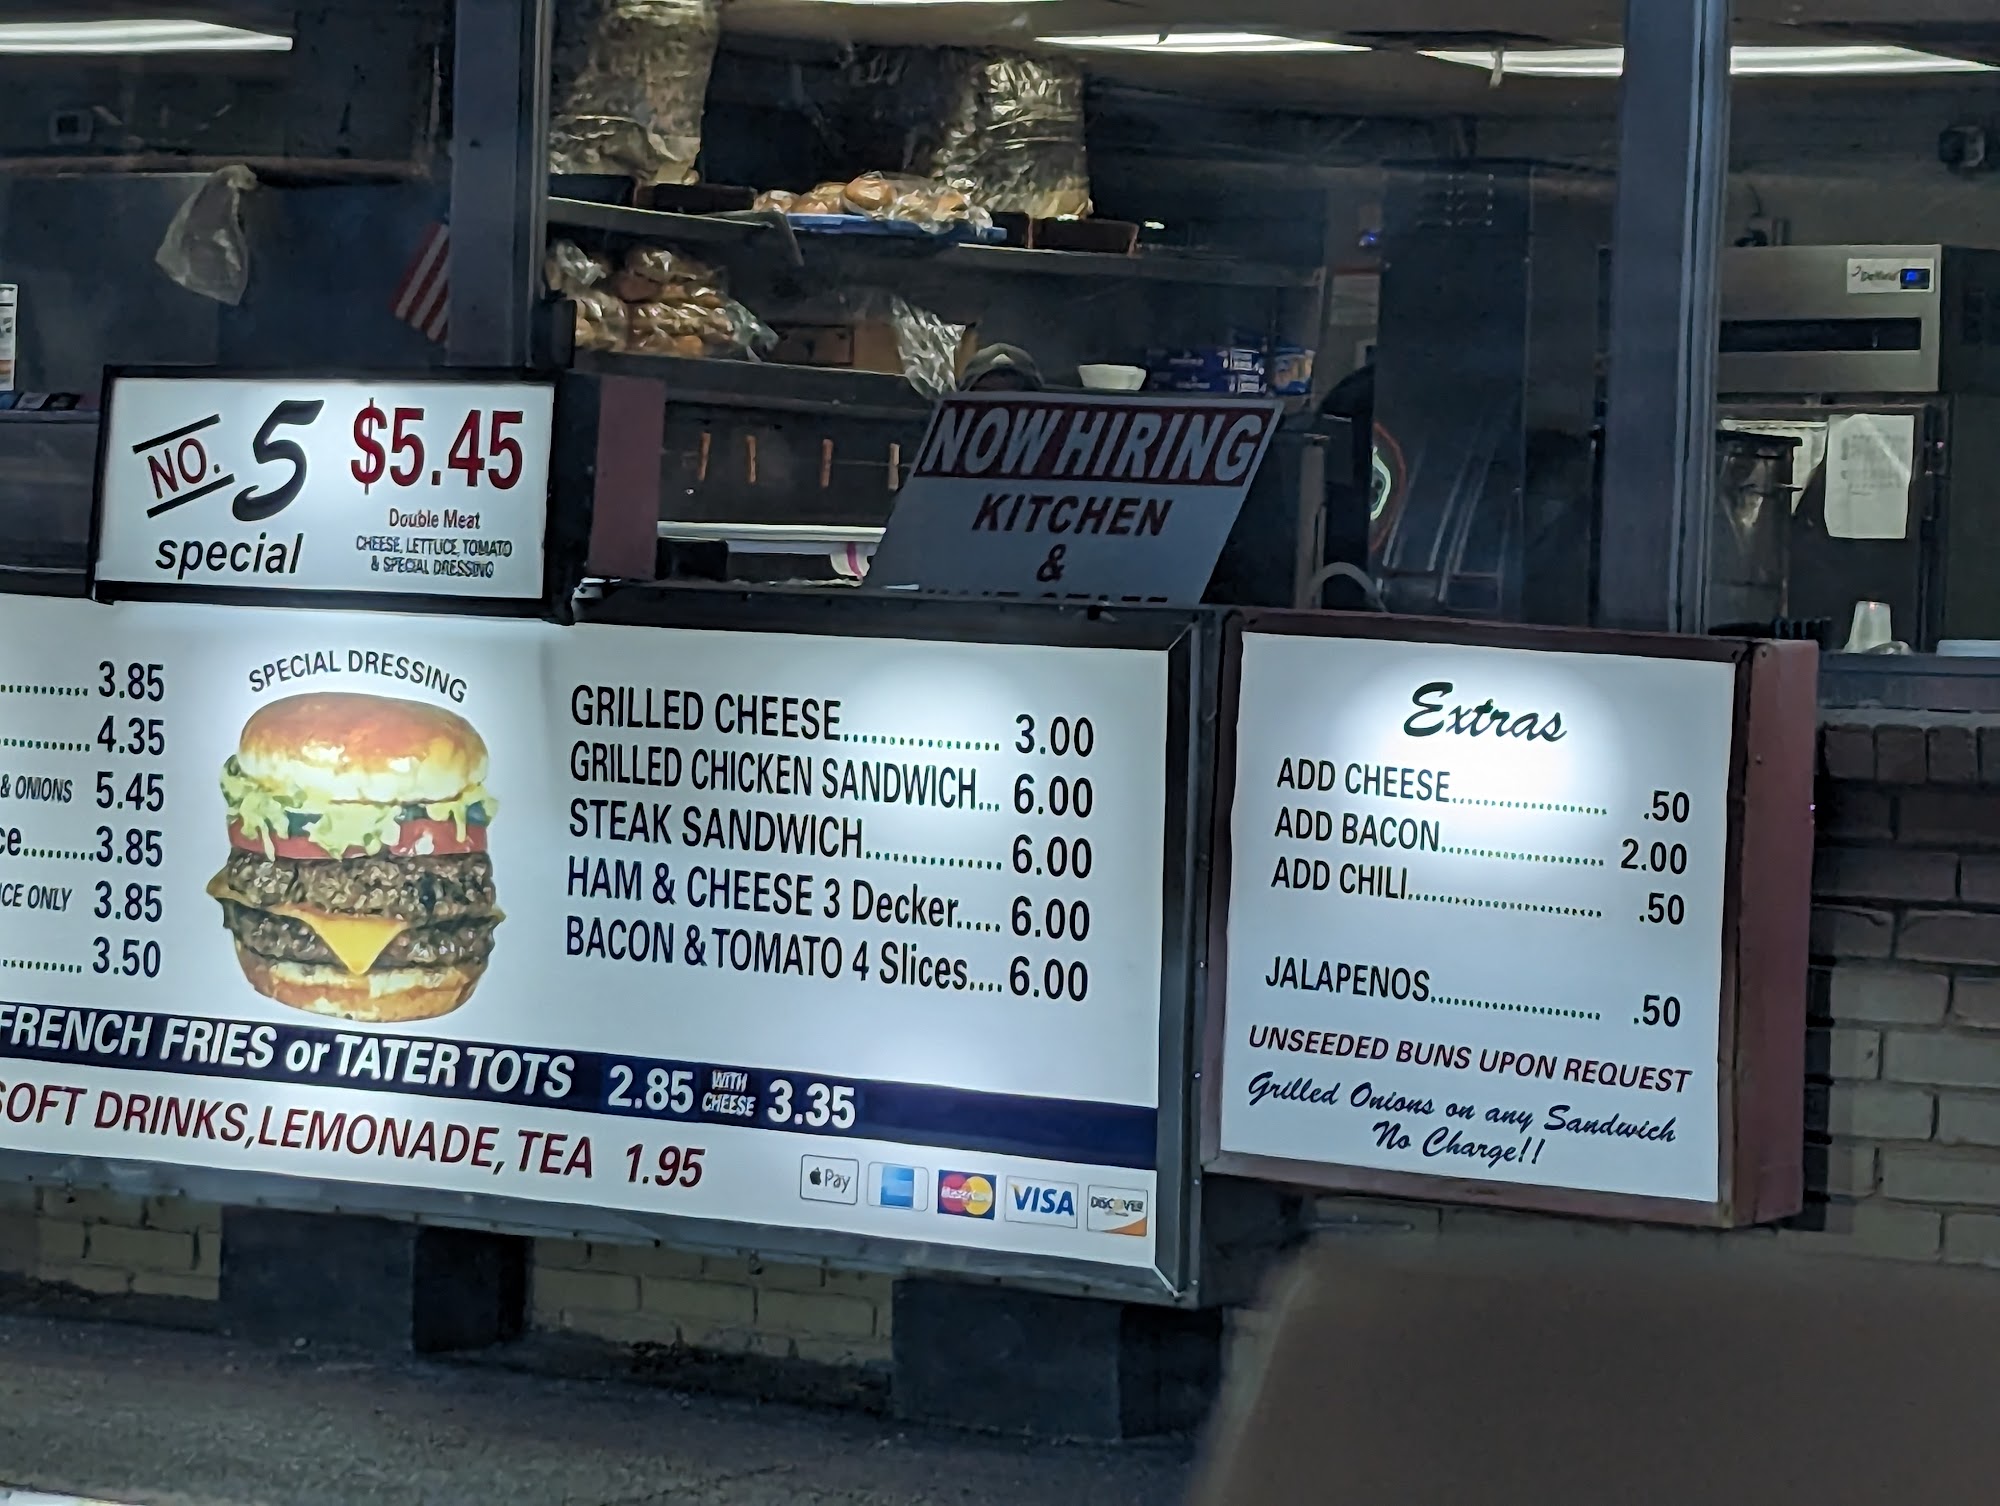 NO. 5
special
$5.45
Double Meat
CHEESE, LETTUCE, TOMATO
& SPECIAL DRESSING
NOW HIRING
KITCHEN
&
Delfield
3.85
4.35
& ONIONS 5.45
3.85
ONLY 3.85
3.50
SPECIAL DRESSING
GRILLED CHEESE.................. 3.00
GRILLED CHICKEN SANDWICH... 6.00
STEAK SANDWICH................ 6.00
HAM & CHEESE 3 Decker..... 6.00
BACON & TOMATO 4 Slices.... 6.00
FRENCH FRIES or TATER TOTS 2.85 WITH CHEESE 3.35
SOFT DRINKS, LEMONADE, TEA 1.95
Pay
MasterCard
VISA
DISCOVER
Extras
ADD CHEESE..................... .50
ADD BACON...................... 2.00
ADD CHILI......................... .50
JALAPENOS...................... .50
UNSEEDED BUNS UPON REQUEST
Grilled Onions on any Sandwich
No Charge!!